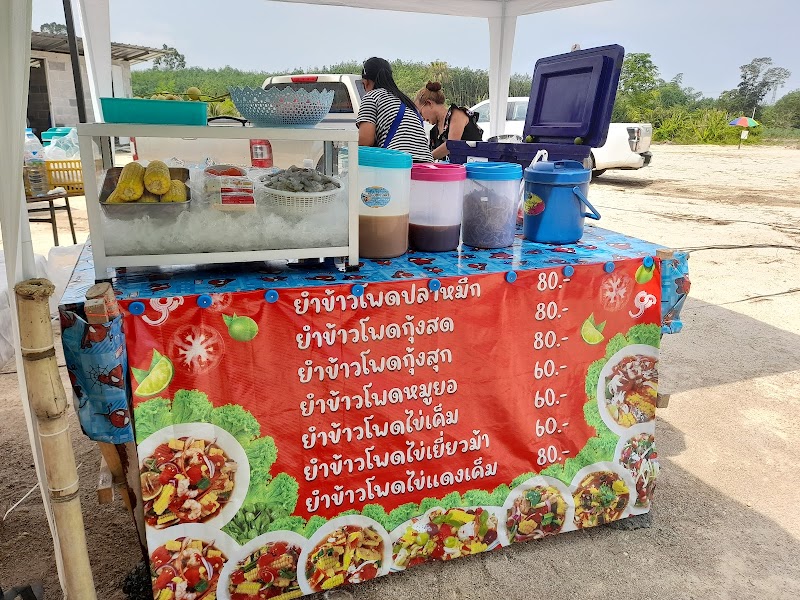 ยำข้าวโพดปลาหมึก 80.-
ยำข้าวโพดกุ้งสด 80.-
ยำข้าวโพดกุ้งสุก 80.-
ยำข้าวโพดหมูยอ 60.-
ยำข้าวโพดไข่เค็ม 60.-
ยำข้าวโพดไข่เยี่ยวม้า 60.-
ยำข้าวโพดไข่แดงเค็ม 80.-